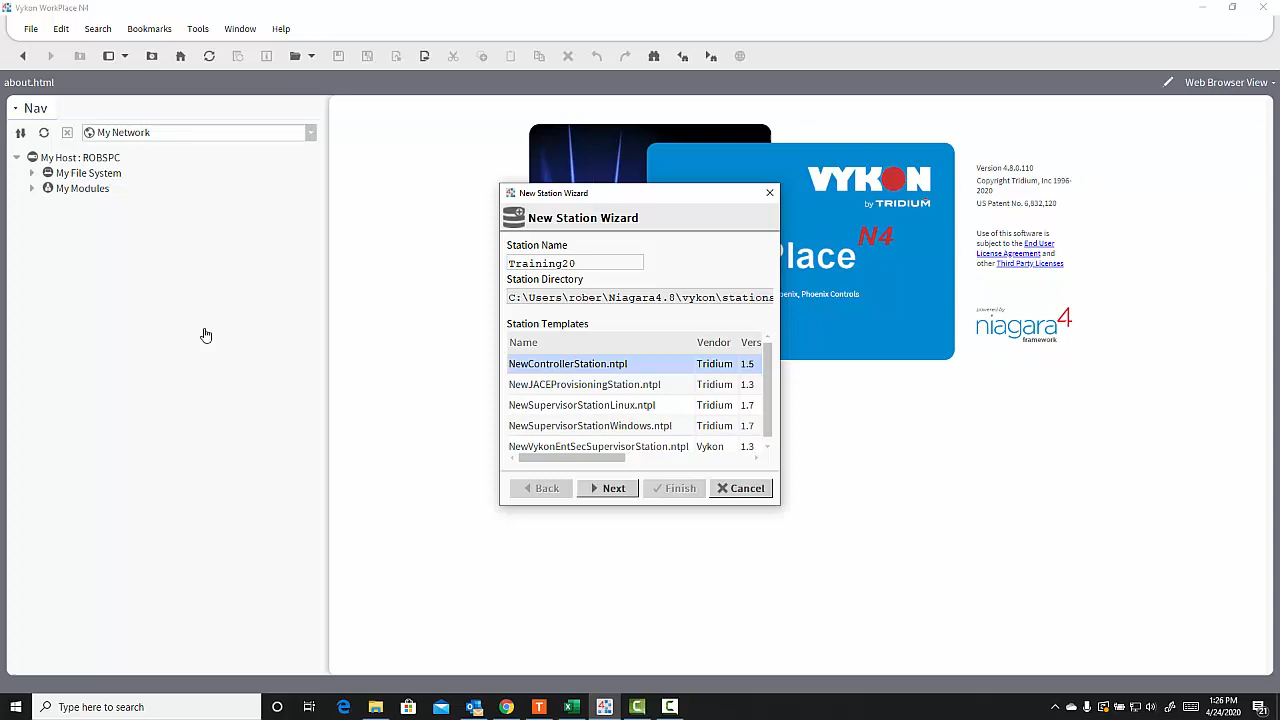 Vykon WorkPlace N4
File Edit Search Bookmarks Tools Window Help
about.html
Web Browser View
Nav
My Network
My Host : ROBSPC
My File System
My Modules
VYKON
by TRIDIUM
N4
Place
enix, Phoenix Controls
Version 4.8.0.110
Copyright Tridium, Inc 1996-
2020
US Patent No. 6,832,120
Use of this software is
subject to the End User
License Agreement and
other Third Party Licenses
powered by
niagara4
framework
New Station Wizard
New Station Wizard
Station Name
Training20
Station Directory
C:\Users\rober\Niagara4.8\vykon\stations
Station Templates
Name Vendor Vers
NewControllerStation.ntpl Tridium 1.5
NewJACEProvisioningStation.ntpl Tridium 1.3
NewSupervisorStationLinux.ntpl Tridium 1.7
NewSupervisorStationWindows.ntpl Tridium 1.7
NewVykonEntSecSupervisorStation.ntpl Vykon 1.3
Back Next Finish Cancel
Type here to search
1:26 PM
4/24/2020